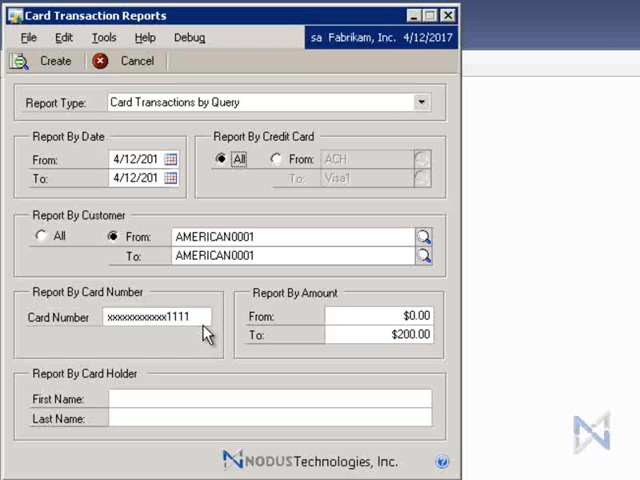 Card Transaction Reports
File Edit Tools Help Debug sa Fabrikam, Inc. 4/12/2017
Create Cancel
Report Type: Card Transactions by Query
Report By Date Report By Credit Card
From: 4/12/201 All From: ACH
To: 4/12/201 To: Visa1
Report By Customer
All From: AMERICAN0001
To: AMERICAN0001
Report By Card Number Report By Amount
Card Number xxxxxxxxxxxx1111 From: $0.00
To: $200.00
Report By Card Holder
First Name:
Last Name:
NODUS Technologies, Inc.